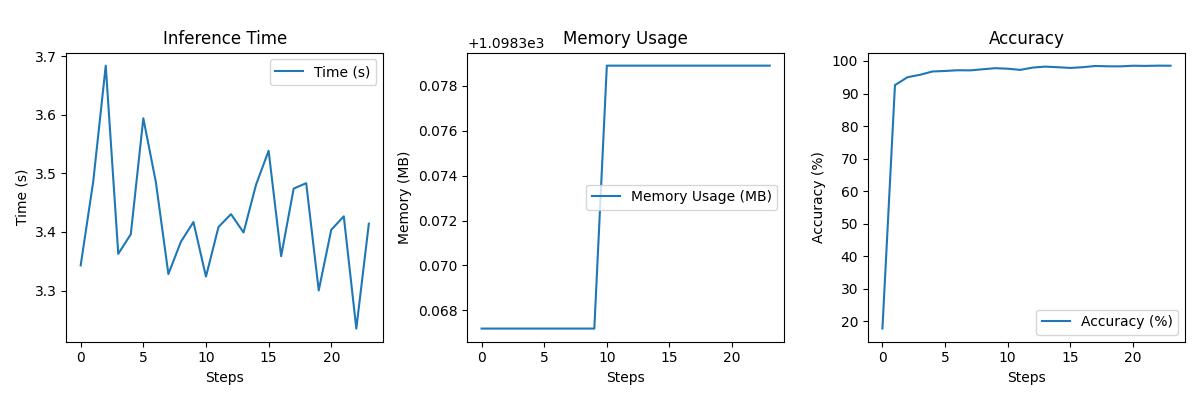 Inference Time
Time (s)
3.7
3.6
3.5
3.4
3.3
Time (s)
0 5 10 15 20
Steps
+1.0983e3 Memory Usage
0.078
0.076
0.074
0.072
0.070
0.068
Memory (MB)
Memory Usage (MB)
0 5 10 15 20
Steps
Accuracy
100
90
80
70
60
50
40
30
20
Accuracy (%)
Accuracy (%)
0 5 10 15 20
Steps